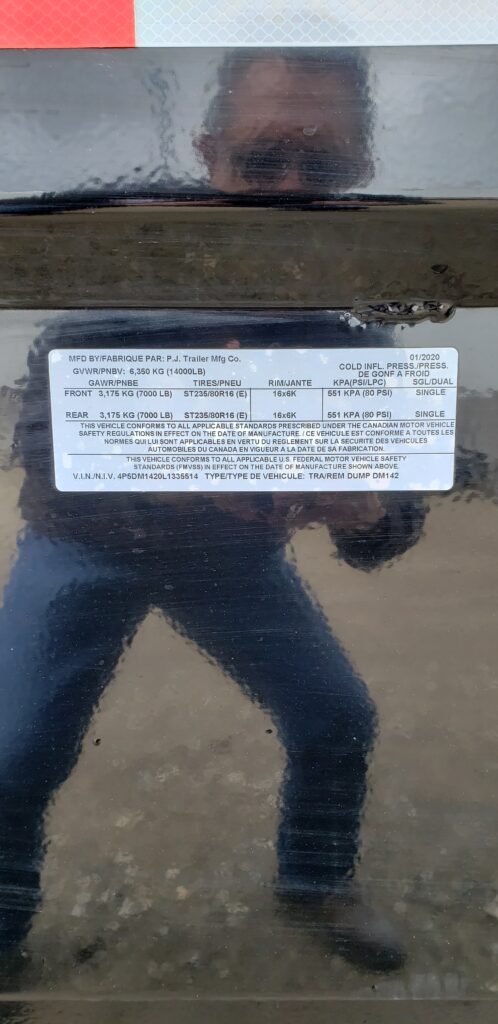 MFD BY/FABRIQUE PAR: P.J. Trailer Mfg Co. 01/2020
GVWR/PNBV: 6,350 KG (14000LB) COLD INFL. PRESS./PRESS. DE GONF A FROID
GAWR/PNBE TIRES/PNEU RIM/JANTE KPA(PSI/LPC) SGL/DUAL
FRONT 3,175 KG (7000 LB) ST235/80R16 (E) 16x6K 551 KPA (80 PSI) SINGLE
REAR 3,175 KG (7000 LB) ST235/80R16 (E) 16x6K 551 KPA (80 PSI) SINGLE
THIS VEHICLE CONFORMS TO ALL APPLICABLE STANDARDS PRESCRIBED UNDER THE CANADIAN MOTOR VEHICLE
SAFETY REGULATIONS IN EFFECT ON THE DATE OF MANUFACTURE. / CE VEHICULE EST CONFORME A TOUTES LES
NORMES QUI LUI SONT APPLICABLES EN VERTU DU REGLEMENT SUR LA SECURITE DES VEHICULES
AUTOMOBILES DU CANADA EN VIGUEUR A LA DATE DE SA FABRICATION.
THIS VEHICLE CONFORMS TO ALL APPLICABLE U.S. FEDERAL MOTOR VEHICLE SAFETY
STANDARDS (FMVSS) IN EFFECT ON THE DATE OF MANUFACTURE SHOWN ABOVE.
V.I.N./N.I.V. 4P5DM1420L1335514 TYPE/TYPE DE VEHICULE: TRA/REM DUMP DM142